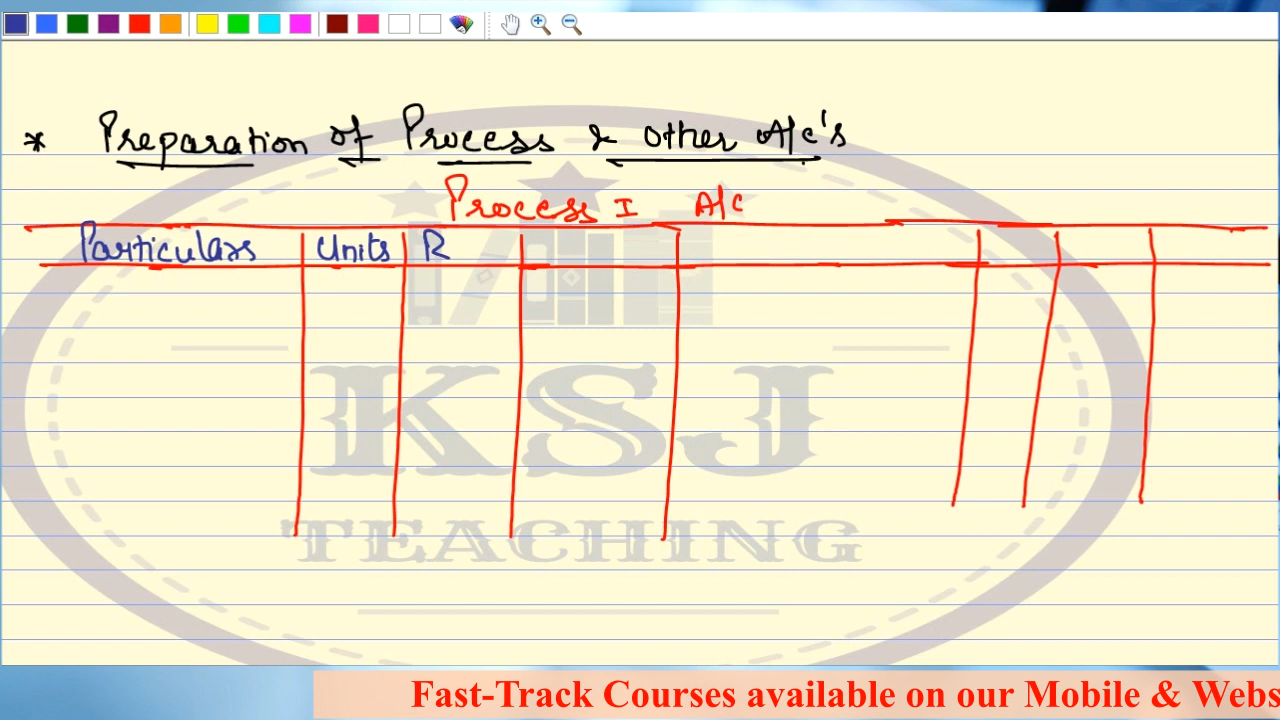 * Preparation of Process & other A/c's
Process I A/c
Particulars Units R
KSJ
TEACHING
Fast-Track Courses available on our Mobile & Webs